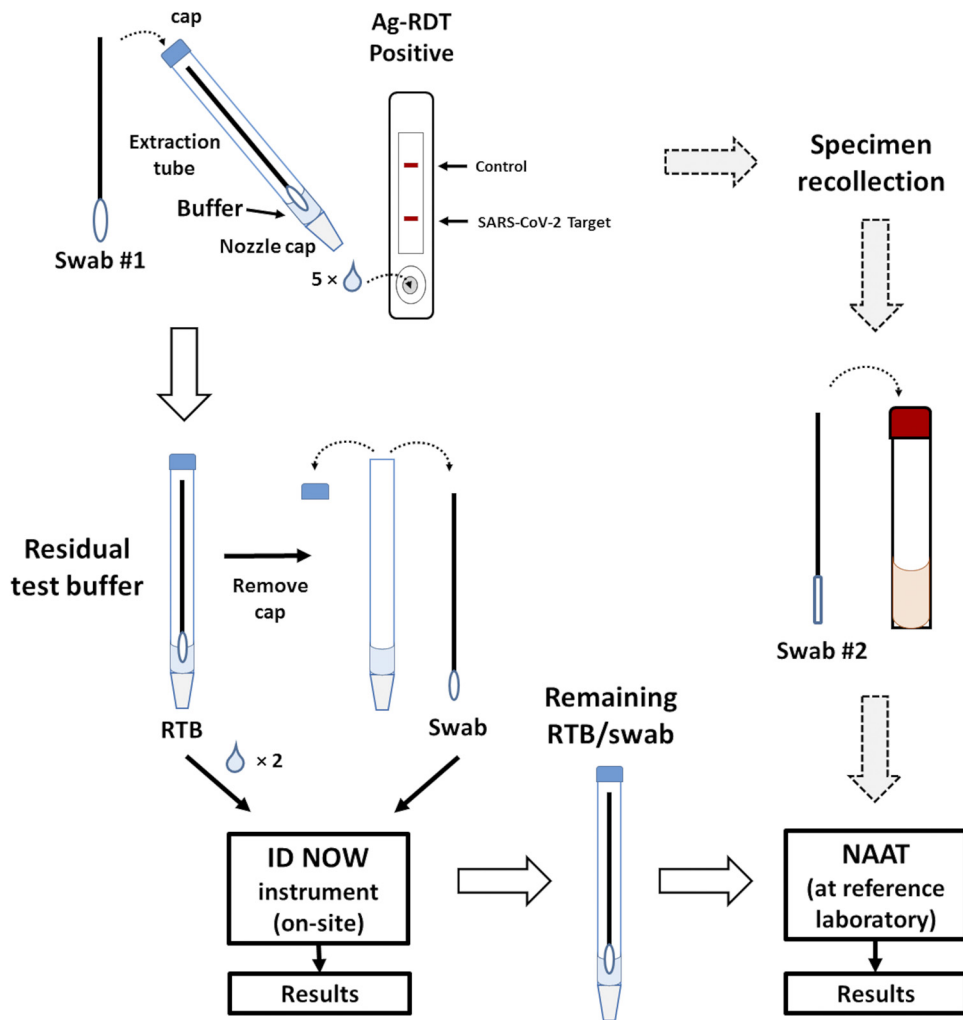 cap
Ag-RDT
Positive
Extraction
tube
Buffer
Nozzle cap
Swab #1
5 ×
Control
SARS-CoV-2 Target
Specimen
recollection
Residual
test buffer
Remove
cap
RTB
× 2
Swab
Swab #2
Remaining
RTB/swab
ID NOW
instrument
(on-site)
Results
NAAT
(at reference
laboratory)
Results